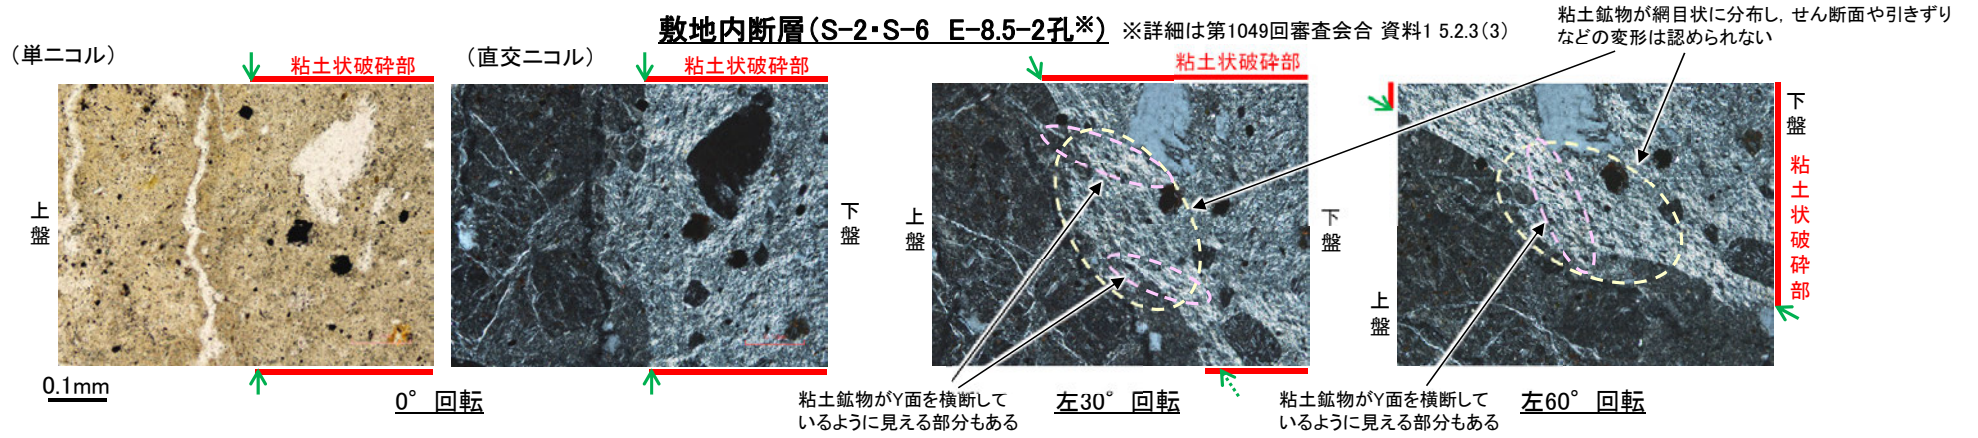 敷地内断層(S-2・S-6 E-8.5-2孔※) ※詳細は第1049回審査会合 資料1 5.2.3(3)
粘土鉱物が網目状に分布し, せん断面や引きずり
などの変形は認められない
(単ニコル)
粘土状破砕部
(直交ニコル)
粘土状破砕部
粘土状破砕部
上盤
下盤
上盤
下盤
上盤
下盤
粘土状破砕部
0.1mm
0° 回転
粘土鉱物がY面を横断して
いるように見える部分もある
左30° 回転
粘土鉱物がY面を横断して
いるように見える部分もある
左60° 回転